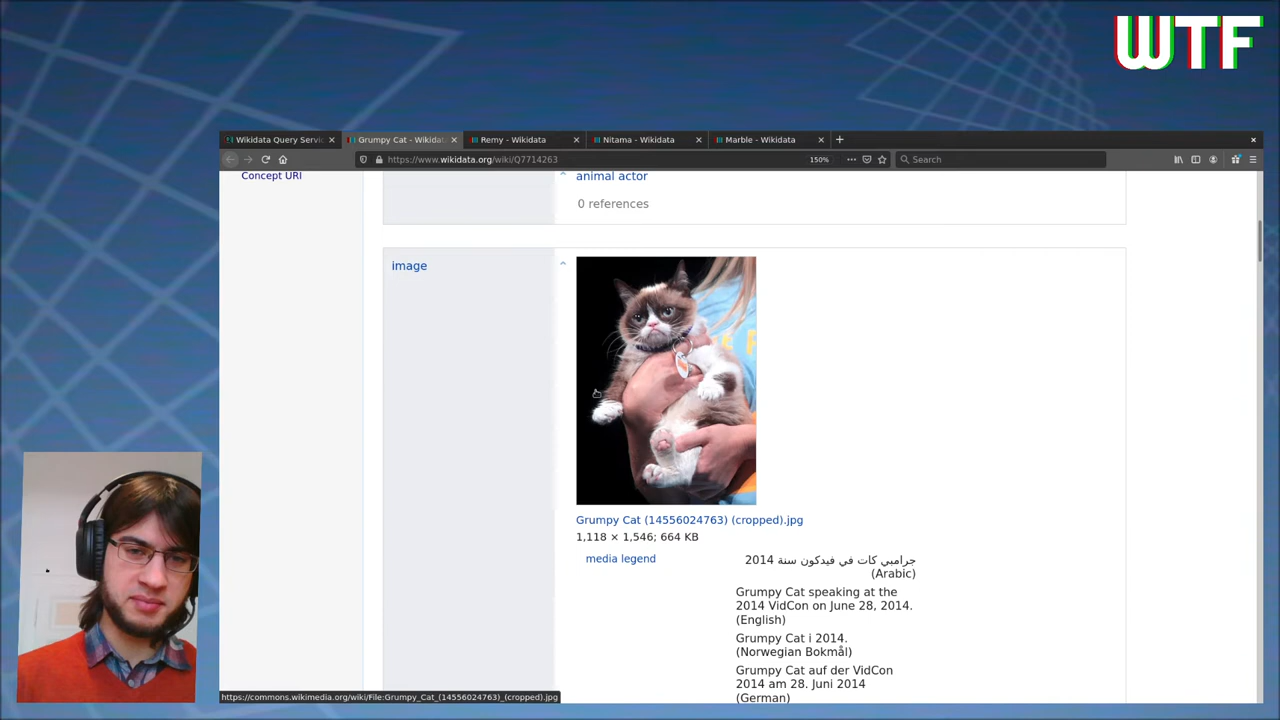 WTF
Wikidata Query Servic
Grumpy Cat - Wikidat
Remy - Wikidata
Nitama - Wikidata
Marble - Wikidata
https://www.wikidata.org/wiki/Q7714263
150%
Search
Concept URI
animal actor
0 references
image
Grumpy Cat (14556024763) (cropped).jpg
1,118 × 1,546; 664 KB
media legend
جرامبي كات في فيدكون سنة 2014
(Arabic)
Grumpy Cat speaking at the
2014 VidCon on June 28, 2014.
(English)
Grumpy Cat i 2014.
(Norwegian Bokmål)
Grumpy Cat auf der VidCon
2014 am 28. Juni 2014
(German)
https://commons.wikimedia.org/wiki/File:Grumpy_Cat_(14556024763)_(cropped).jpg